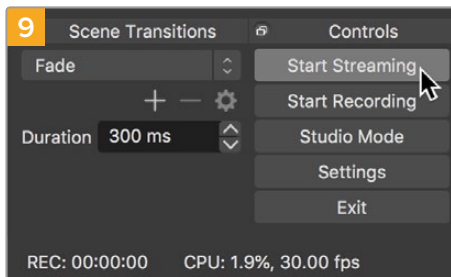 9
Scene Transitions
Controls
Fade
Start Streaming
Start Recording
Duration 300 ms
Studio Mode
Settings
Exit
REC: 00:00:00 CPU: 1.9%, 30.00 fps